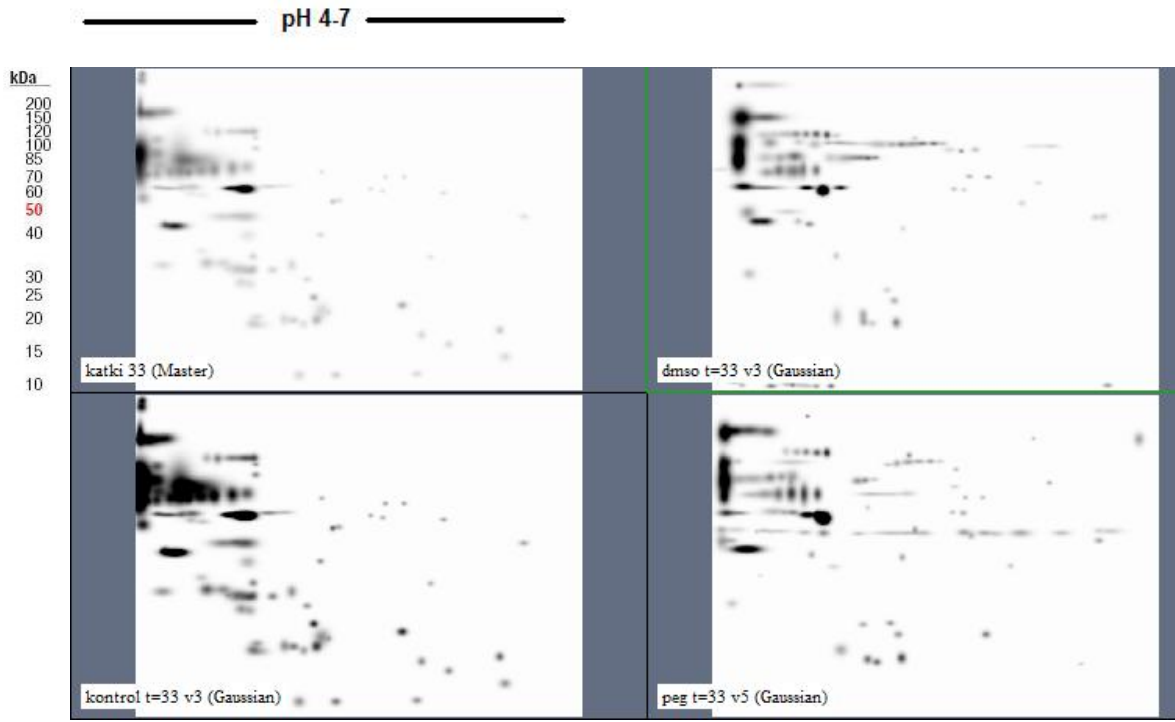 pH 4-7
kDa
200
150
120
100
85
70
60
50
40
30
25
20
15
10
katki 33 (Master)
dmso t=33 v3 (Gaussian)
kontrol t=33 v3 (Gaussian)
peg t=33 v5 (Gaussian)